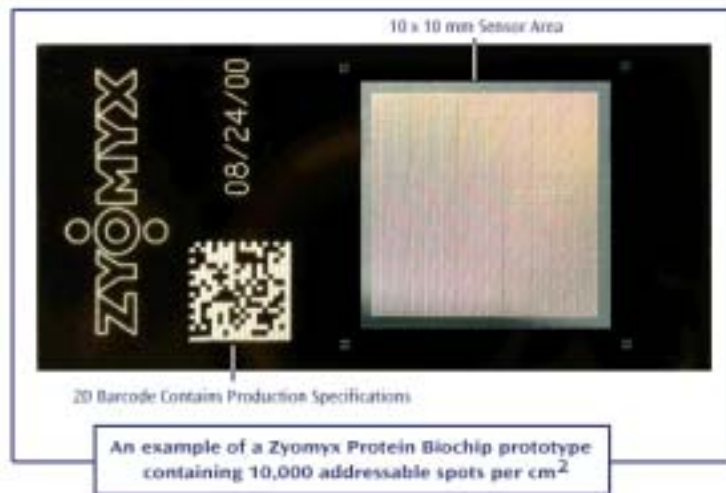 10 x 10 mm Sensor Area
ZYOMYX
08/24/00
2D Barcode Contains Production Specifications
An example of a Zyomyx Protein Biochip prototype
containing 10,000 addressable spots per cm²